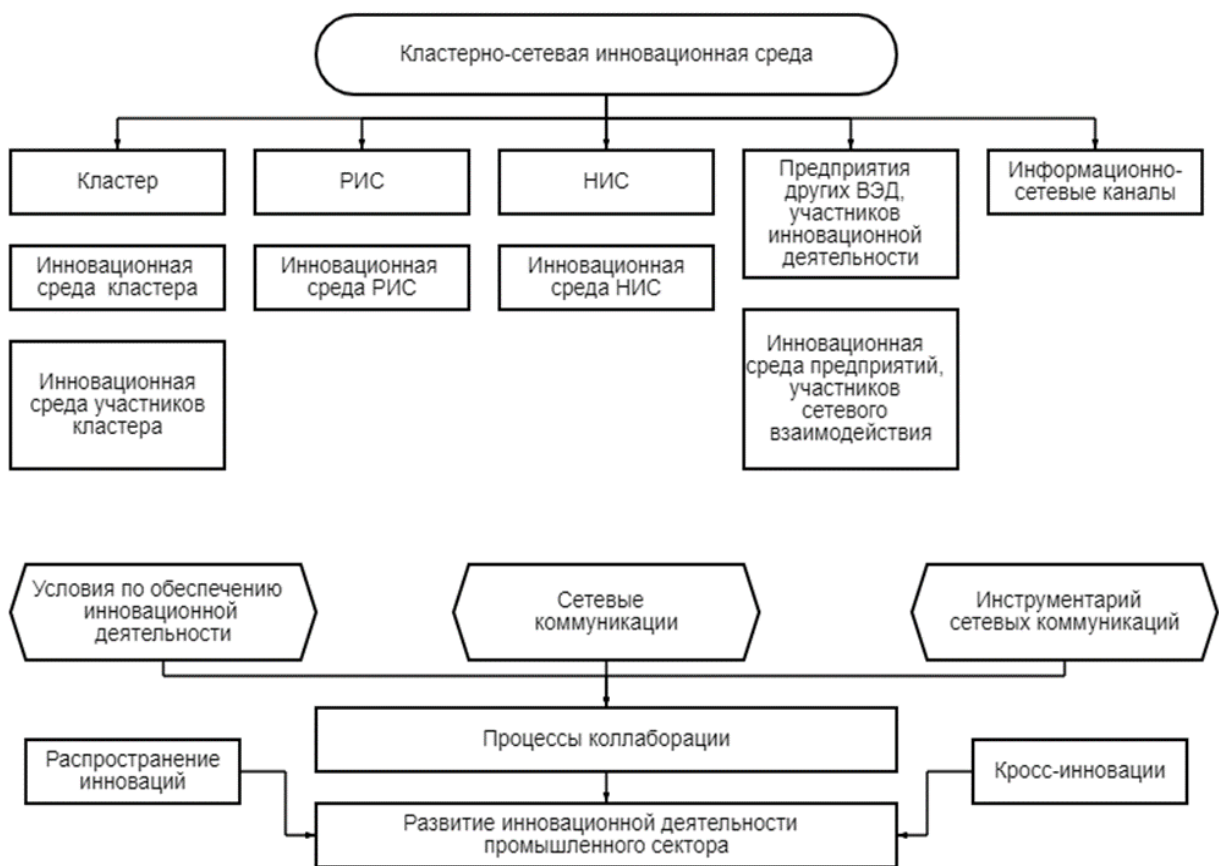 Кластерно-сетевая инновационная среда
Кластер
РИС
НИС
Предприятия
других ВЭД,
участников
инновационной
деятельности
Информационно-
сетевые каналы
Инновационная
среда кластера
Инновационная
среда РИС
Инновационная
среда НИС
Инновационная
среда участников
кластера
Инновационная
среда предприятий,
участников
сетевого
взаимодействия
Условия по обеспечению
инновационной
деятельности
Сетевые
коммуникации
Инструментарий
сетевых коммуникаций
Процессы коллаборации
Распространение
инноваций
Кросс-инновации
Развитие инновационной деятельности
промышленного сектора